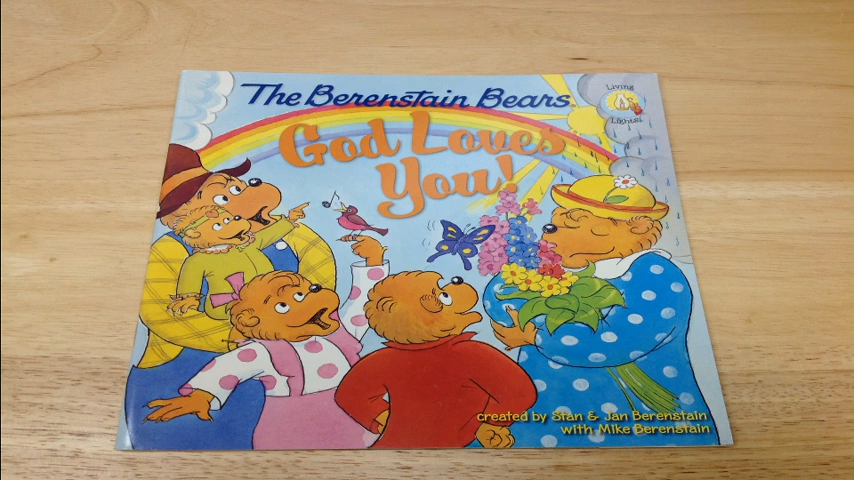 The Berenstain Bears
Living
Lights
God Loves
You!
created by Stan & Jan Berenstain
with Mike Berenstain